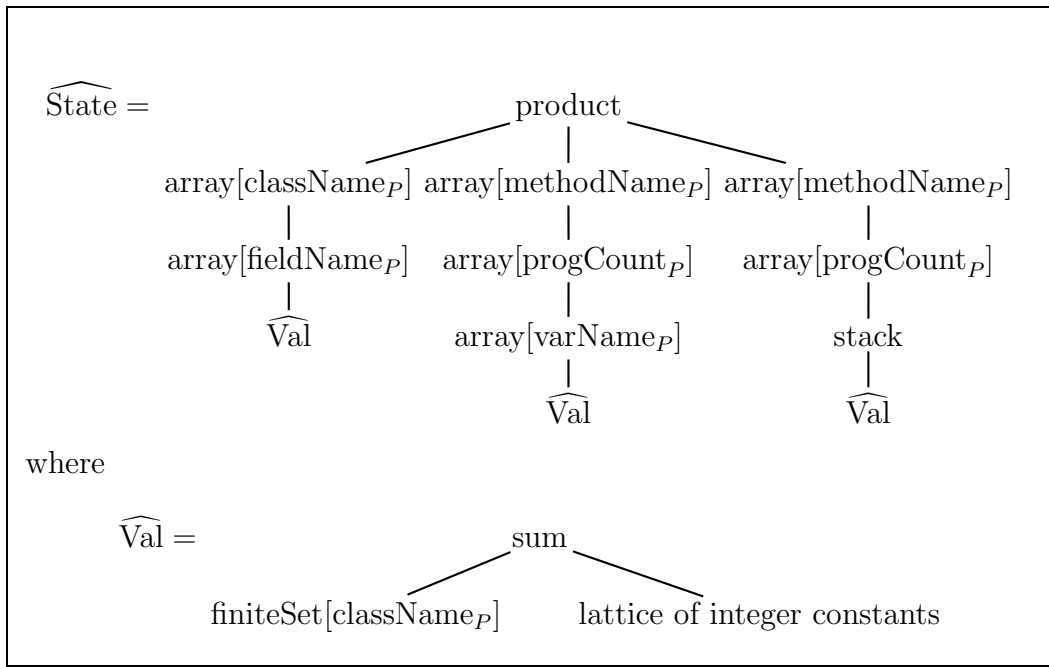 State = product
array[className_P] array[methodName_P] array[methodName_P]
array[fieldName_P] array[progCount_P] array[progCount_P]
Val array[varName_P] stack
Val Val
where
Val = sum
finiteSet[className_P] lattice of integer constants